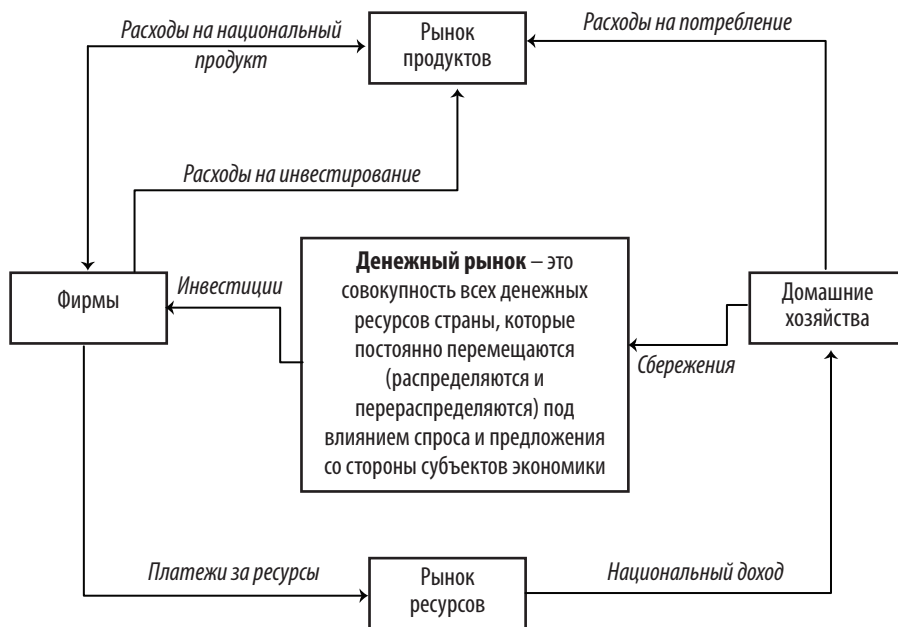 Расходы на национальный
продукт
Рынок
продуктов
Расходы на потребление
Расходы на инвестирование
Фирмы
Инвестиции
Денежный рынок – это
совокупность всех денежных
ресурсов страны, которые
постоянно перемещаются
(распределяются и
перераспределяются) под
влиянием спроса и предложения
со стороны субъектов экономики
Сбережения
Домашние
хозяйства
Платежи за ресурсы
Рынок
ресурсов
Национальный доход